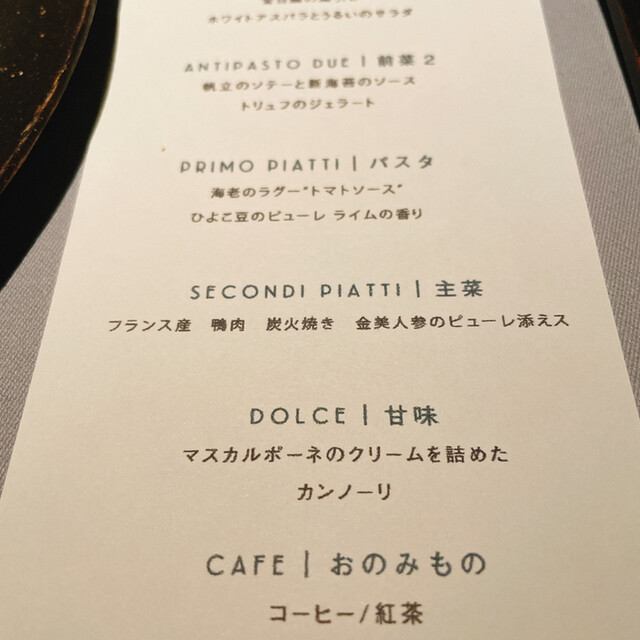 ホワイトアスパラとうるいのサラダ
ANTIPASTO DUE | 前菜 2
帆立のソテーと新海苔のソース
トリュフのジェラート
PRIMO PIATTI | パスタ
海老のラグー"トマトソース"
ひよこ豆のピューレ ライムの香り
SECONDI PIATTI | 主菜
フランス産 鴨肉 炭火焼き 金美人参のピューレ添えス
DOLCE | 甘味
マスカルポーネのクリームを詰めた
カンノーリ
CAFE | おのみもの
コーヒー/紅茶